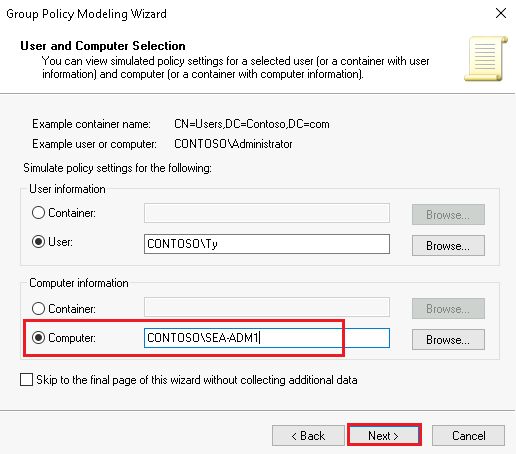 Group Policy Modeling Wizard
User and Computer Selection
You can view simulated policy settings for a selected user (or a container with user
information) and computer (or a container with computer information).
Example container name: CN=Users,DC=Contoso,DC=com
Example user or computer: CONTOSO\Administrator
Simulate policy settings for the following:
User information
Container: Browse...
User: CONTOSO\Ty Browse...
Computer information
Container: Browse...
Computer: CONTOSO\SEA-ADM1 Browse...
Skip to the final page of this wizard without collecting additional data
< Back Next > Cancel